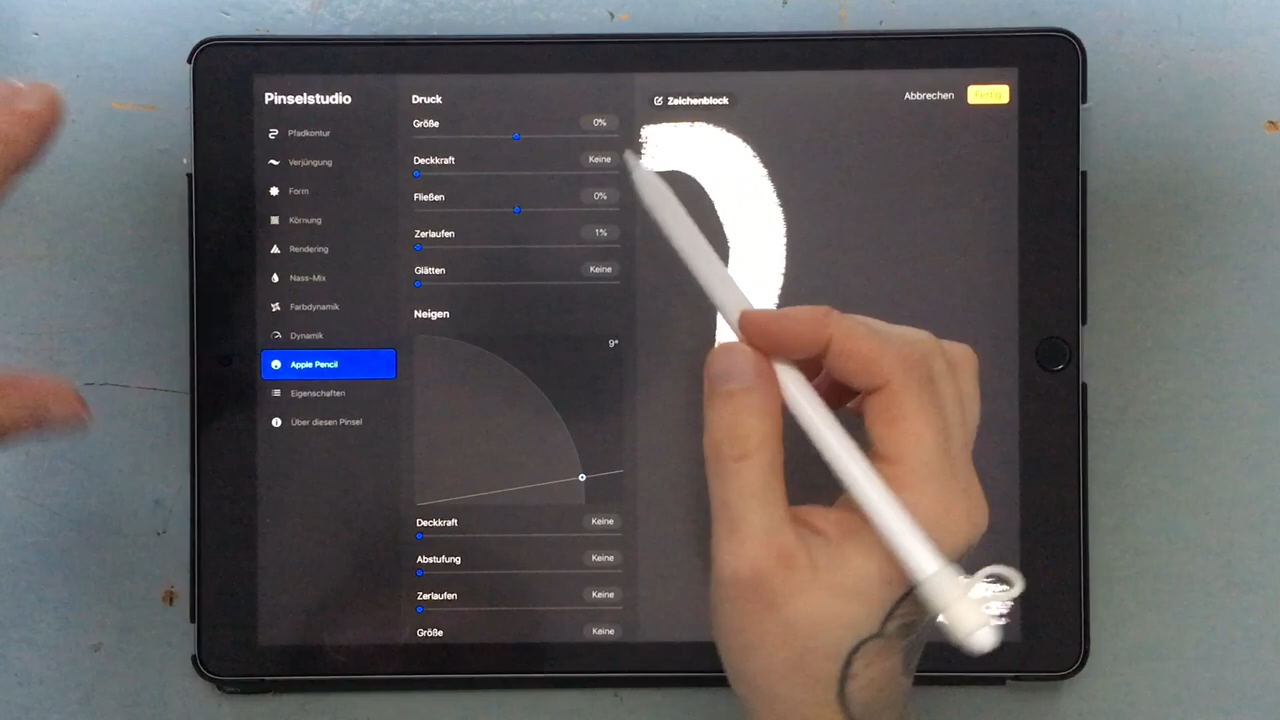 Pinselstudio
Pfadkontur
Verjüngung
Form
Körnung
Rendering
Nass-Mix
Farbdynamik
Dynamik
Apple Pencil
Eigenschaften
Über diesen Pinsel
Druck
Größe 0%
Deckkraft Keine
Fließen 0%
Zerlaufen 1%
Glätten Keine
Neigen
9°
Deckkraft Keine
Abstufung Keine
Zerlaufen Keine
Größe Keine
Zeichenblock
Abbrechen
Fertig